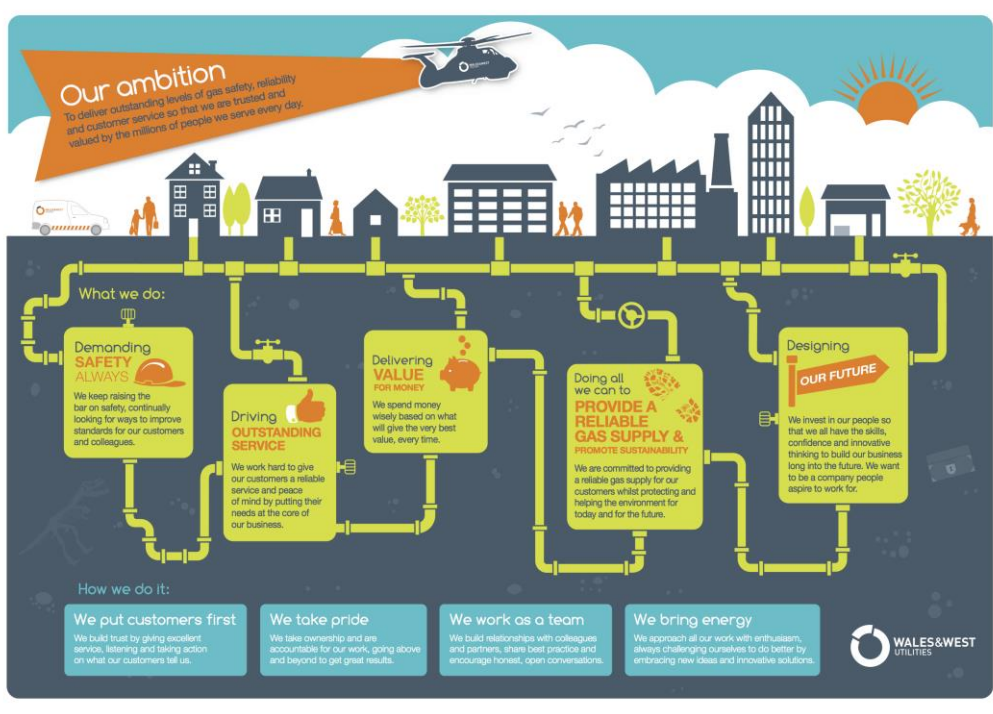 Our ambition
To deliver outstanding levels of gas safety, reliability
and customer service so that we are trusted and
valued by the millions of people we serve every day.
WALES&WEST
What we do:
Demanding
SAFETY
ALWAYS
We keep raising the
bar on safety, continually
looking for ways to improve
standards for our customers
and colleagues.
Driving
OUTSTANDING
SERVICE
We work hard to give
our customers a reliable
service and peace
of mind by putting their
needs at the core of
our business.
Delivering
VALUE
FOR MONEY
We spend money
wisely based on what
will give the very best
value, every time.
Doing all
we can to
PROVIDE A
RELIABLE
GAS SUPPLY &
PROMOTE SUSTAINABILITY
We are committed to providing
a reliable gas supply for our
customers whilst protecting and
helping the environment for
today and for the future.
Designing
OUR FUTURE
We invest in our people so
that we all have the skills,
confidence and innovative
thinking to build our business
long into the future. We want
to be a company people
aspire to work for.
How we do it:
We put customers first
We build trust by giving excellent
service, listening and taking action
on what our customers tell us.
We take pride
We take ownership and are
accountable for our work, going above
and beyond to get great results.
We work as a team
We build relationships with colleagues
and partners, share best practice and
encourage honest, open conversations.
We bring energy
We approach all our work with enthusiasm,
always challenging ourselves to do better by
embracing new ideas and innovative solutions.
WALES&WEST
UTILITIES